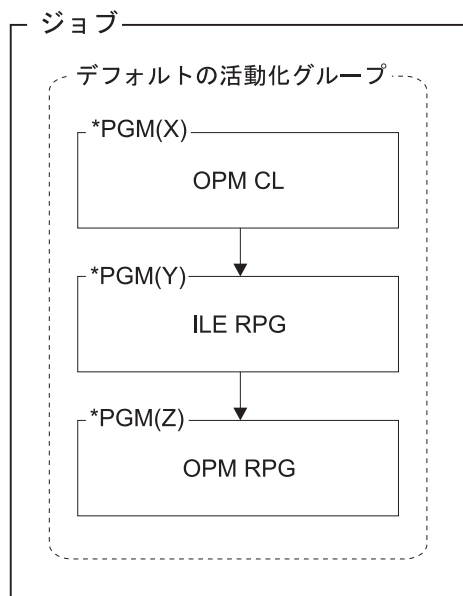 ジョブ
デフォルトの活動化グループ
*PGM(X)
OPM CL
*PGM(Y)
ILE RPG
*PGM(Z)
OPM RPG